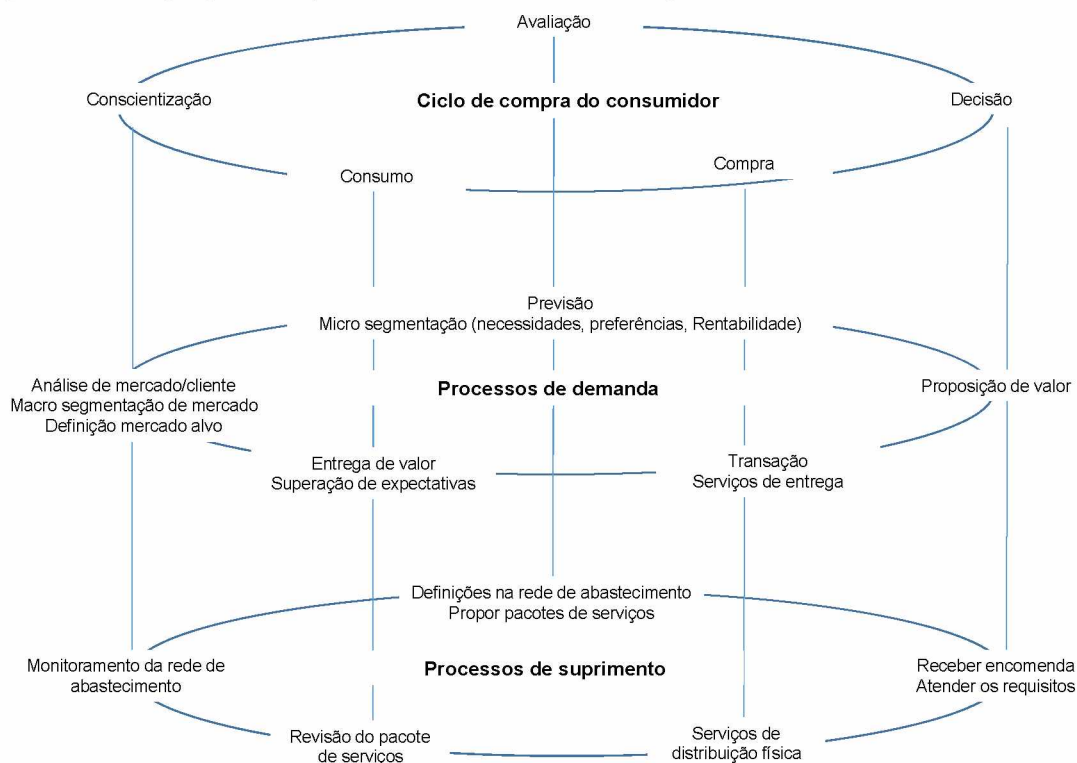 Avaliação
Conscientização
Ciclo de compra do consumidor
Decisão
Consumo
Compra
Previsão
Micro segmentação (necessidades, preferências, Rentabilidade)
Análise de mercado/cliente
Macro segmentação de mercado
Definição mercado alvo
Processos de demanda
Proposição de valor
Entrega de valor
Superação de expectativas
Transação
Serviços de entrega
Definições na rede de abastecimento
Propor pacotes de serviços
Monitoramento da rede de
abastecimento
Processos de suprimento
Receber encomenda
Atender os requisitos
Revisão do pacote
de serviços
Serviços de
distribuição física